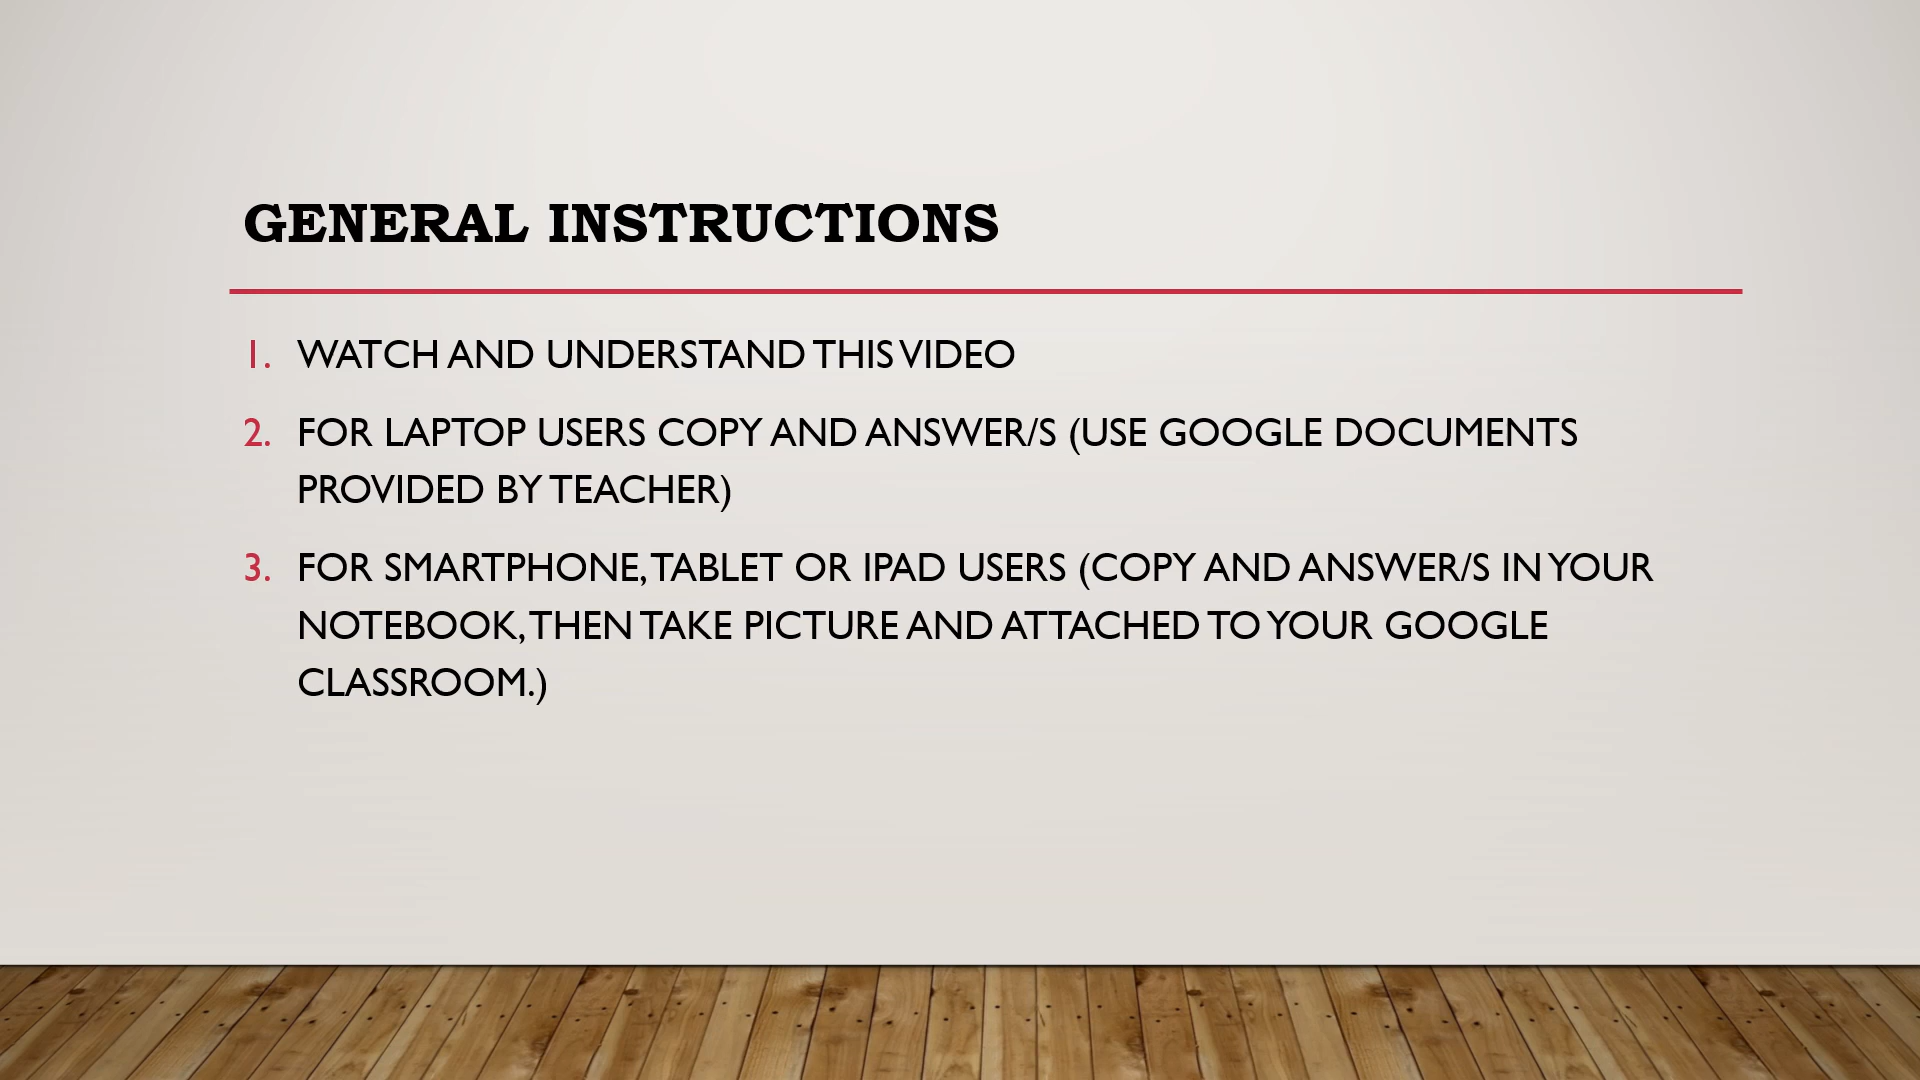 GENERAL INSTRUCTIONS
1. WATCH AND UNDERSTAND THIS VIDEO
2. FOR LAPTOP USERS COPY AND ANSWER/S (USE GOOGLE DOCUMENTS
PROVIDED BY TEACHER)
3. FOR SMARTPHONE, TABLET OR IPAD USERS (COPY AND ANSWER/S IN YOUR
NOTEBOOK, THEN TAKE PICTURE AND ATTACHED TO YOUR GOOGLE
CLASSROOM.)